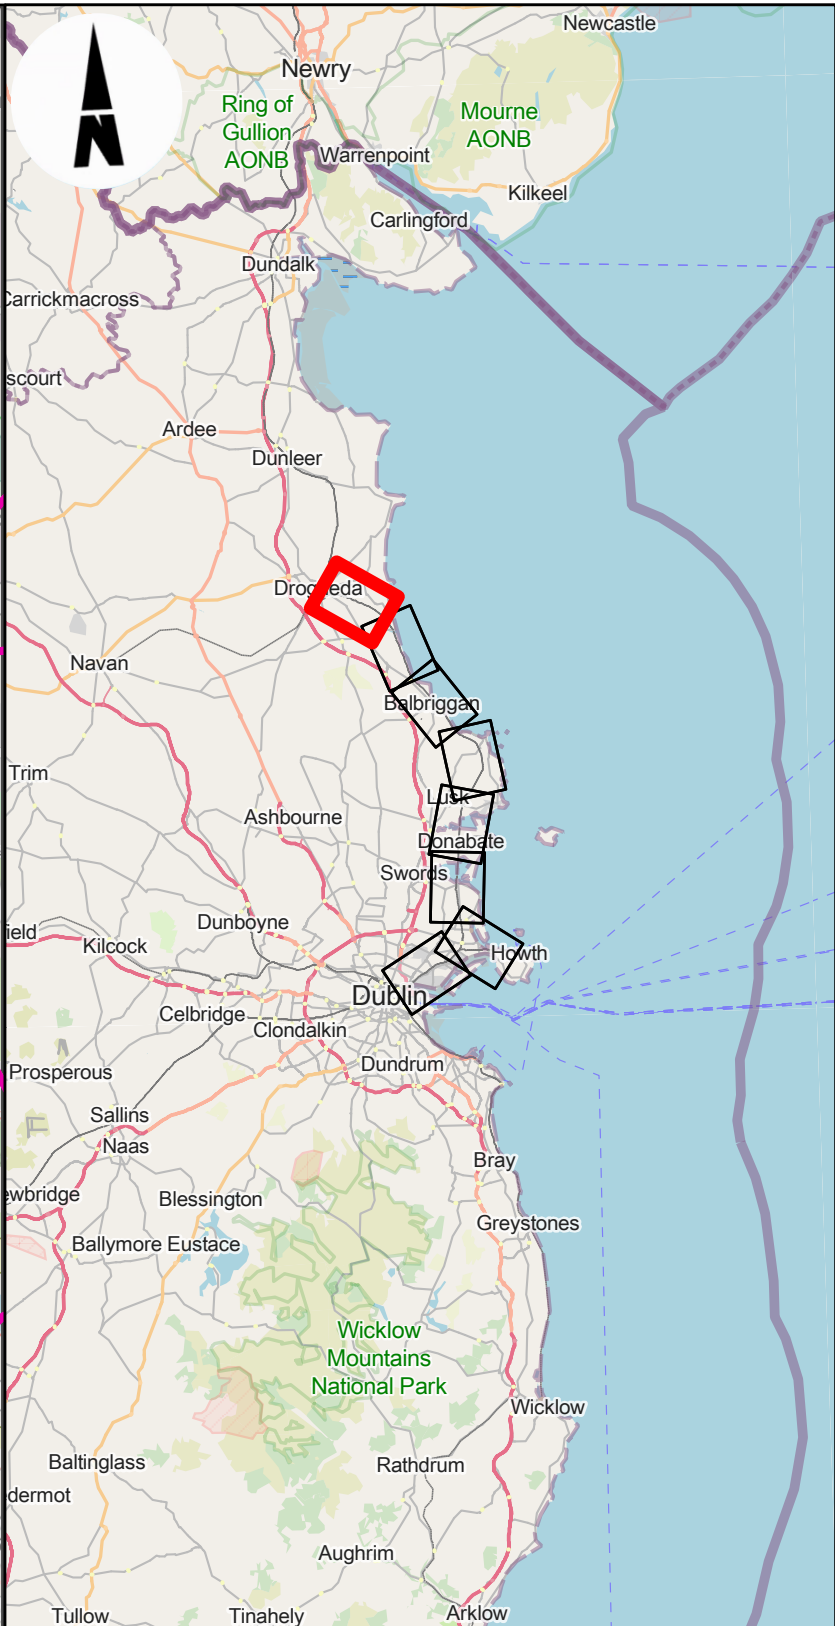 Newcastle
Newry
Ring of
Gullion
AONB
Mourne
AONB
Warrenpoint
Kilkeel
Carlingford
Dundalk
Carrickmacross
scourt
Ardee
Dunleer
Drogheda
Navan
Balbriggan
Trim
Lusk
Ashbourne
Donabate
Swords
Dunboyne
ield
Kilcock
Howth
Dublin
Celbridge
Clondalkin
Dundrum
Prosperous
Sallins
Naas
Bray
ewbridge
Blessington
Greystones
Ballymore Eustace
Wicklow
Mountains
National Park
Wicklow
Baltinglass
Rathdrum
dermot
Aughrim
Tullow
Tinahely
Arklow
N